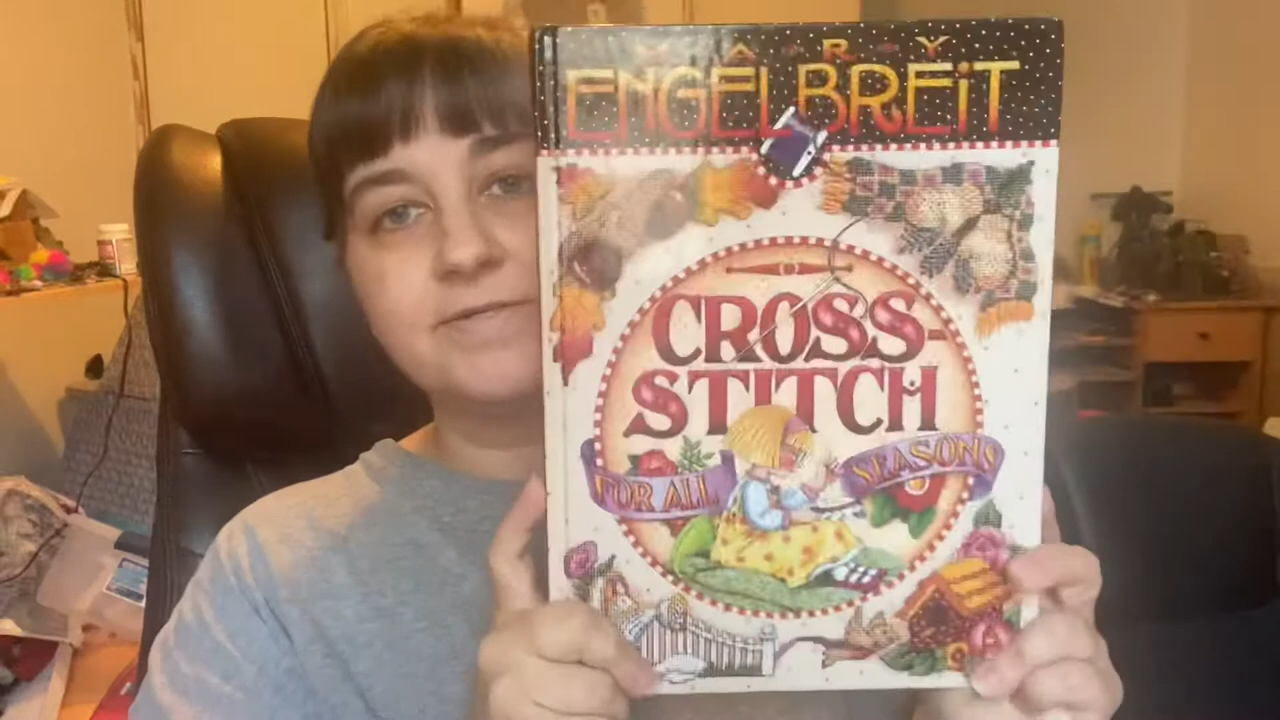 MARY
ENGELBREIT
CROSS-
STITCH
FOR ALL SEASONS